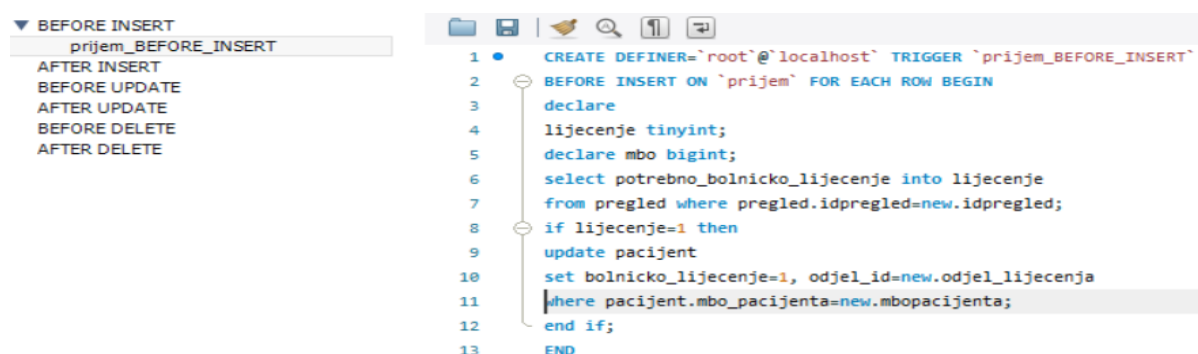 BEFORE INSERT
prijem_BEFORE_INSERT
AFTER INSERT
BEFORE UPDATE
AFTER UPDATE
BEFORE DELETE
AFTER DELETE
1 CREATE DEFINER=`root`@`localhost` TRIGGER `prijem_BEFORE_INSERT`
2 BEFORE INSERT ON `prijem` FOR EACH ROW BEGIN
3 declare
4 lijecenje tinyint;
5 declare mbo bigint;
6 select potrebno_bolnicko_lijecenje into lijecenje
7 from pregled where pregled.idpregled=new.idpregled;
8 if lijecenje=1 then
9 update pacijent
10 set bolnicko_lijecenje=1, odjel_id=new.odjel_lijecenja
11 where pacijent.mbo_pacijenta=new.mbopacijenta;
12 end if;
13 END